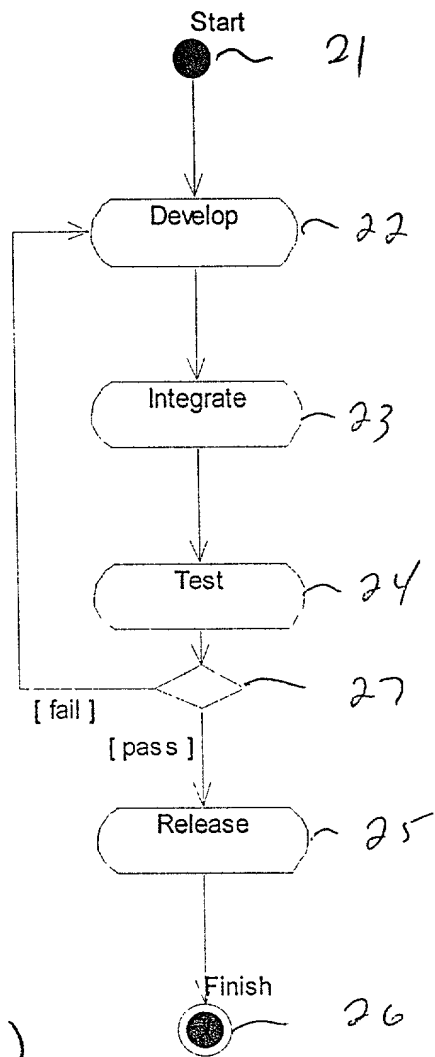 Start
21
Develop
22
Integrate
23
Test
24
27
[ fail ]
[ pass ]
Release
25
Finish
26
)